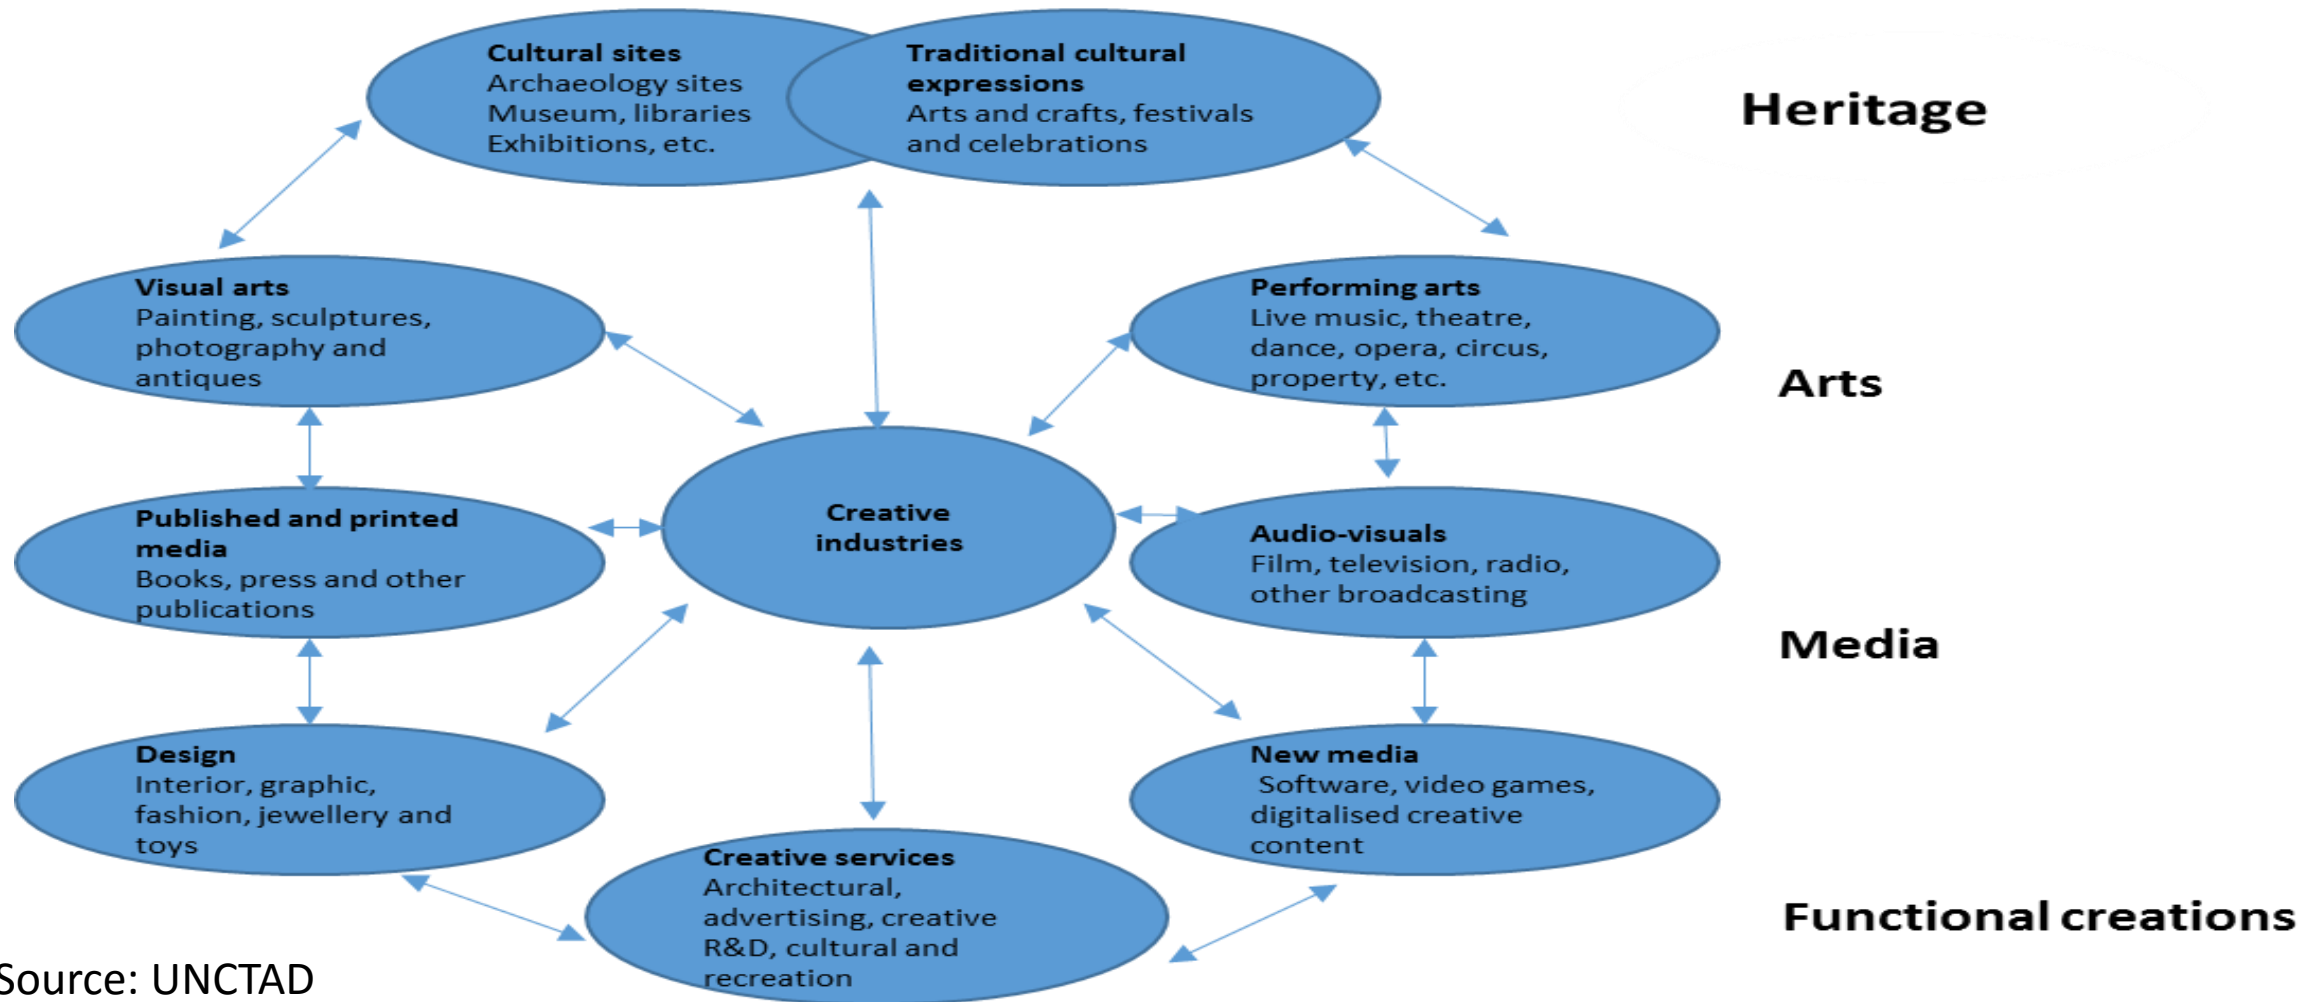 Cultural sites
Archaeology sites
Museum, libraries
Exhibitions, etc.
Traditional cultural
expressions
Arts and crafts, festivals
and celebrations
Heritage
Visual arts
Painting, sculptures,
photography and
antiques
Performing arts
Live music, theatre,
dance, opera, circus,
property, etc.
Arts
Published and printed
media
Books, press and other
publications
Creative
industries
Audio-visuals
Film, television, radio,
other broadcasting
Media
Design
Interior, graphic,
fashion, jewellery and
toys
Creative services
Architectural,
advertising, creative
R&D, cultural and
recreation
New media
Software, video games,
digitalised creative
content
Functional creations
Source: UNCTAD